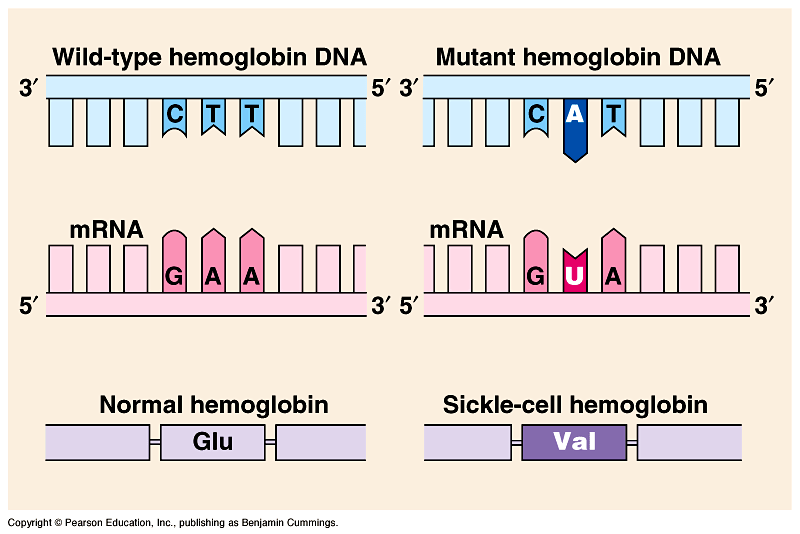 Wild-type hemoglobin DNA
Mutant hemoglobin DNA
3′ 5′ 3′ 5′
C T T
C A T
mRNA
mRNA
G A A
G U A
5′ 3′ 5′ 3′
Normal hemoglobin
Sickle-cell hemoglobin
Glu
Val
Copyright © Pearson Education, Inc., publishing as Benjamin Cummings.